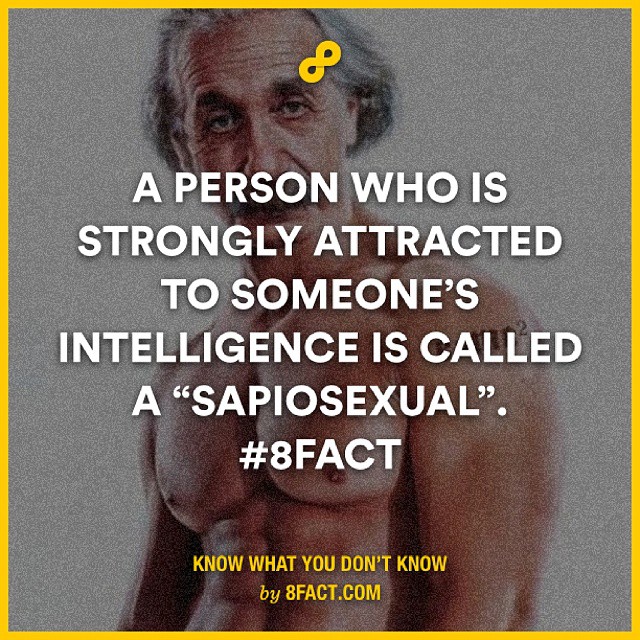 A PERSON WHO IS
STRONGLY ATTRACTED
TO SOMEONE’S
INTELLIGENCE IS CALLED
A “SAPIOSEXUAL”.
#8FACT
KNOW WHAT YOU DON’T KNOW
by 8FACT.COM